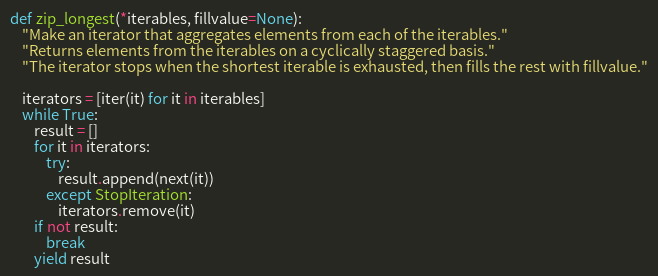 def zip_longest(*iterables, fillvalue=None):
"Make an iterator that aggregates elements from each of the iterables."
"Returns elements from the iterables on a cyclically staggered basis."
"The iterator stops when the shortest iterable is exhausted, then fills the rest with fillvalue."
iterators = [iter(it) for it in iterables]
while True:
result = []
for it in iterators:
try:
result.append(next(it))
except StopIteration:
iterators.remove(it)
if not result:
break
yield result